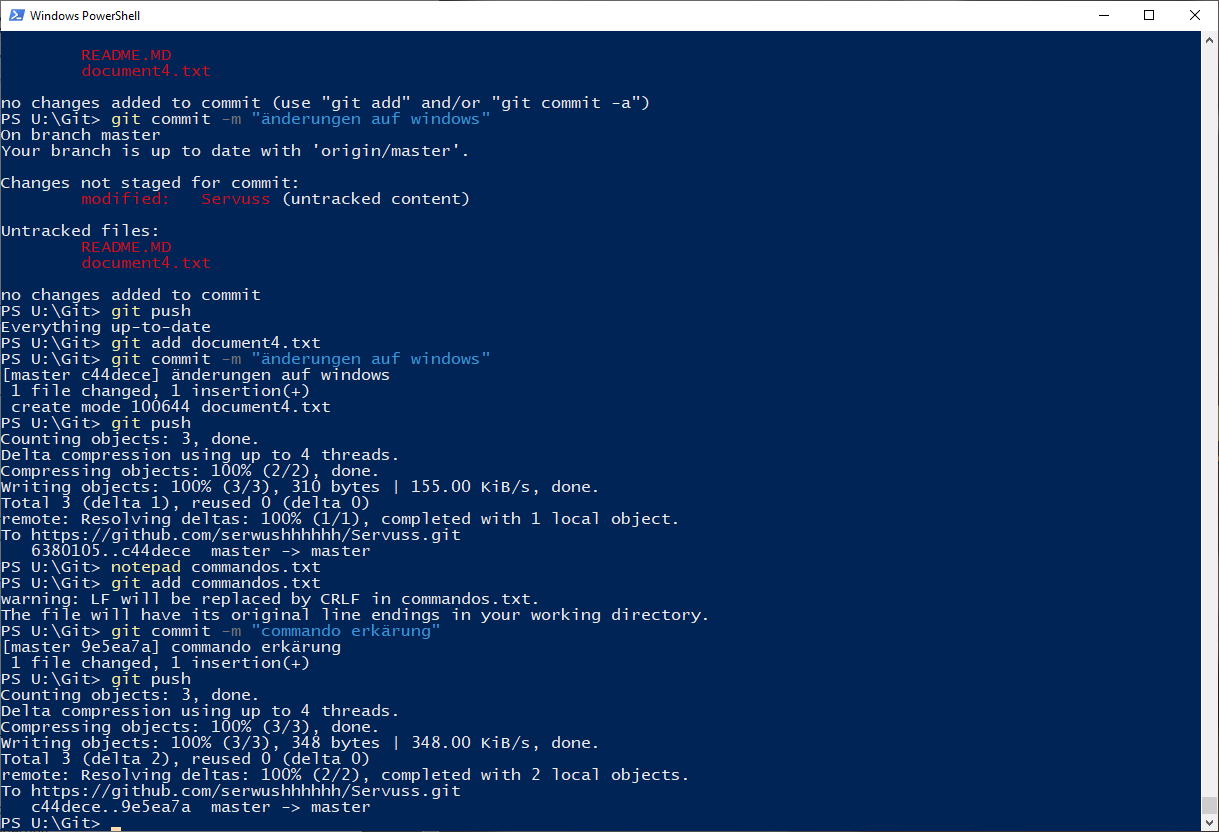 Windows PowerShell
README.MD
document4.txt
no changes added to commit (use "git add" and/or "git commit -a")
PS U:\Git> git commit -m "änderungen auf windows"
On branch master
Your branch is up to date with 'origin/master'.
Changes not staged for commit:
modified:   Servuss (untracked content)
Untracked files:
README.MD
document4.txt
no changes added to commit
PS U:\Git> git push
Everything up-to-date
PS U:\Git> git add document4.txt
PS U:\Git> git commit -m "änderungen auf windows"
[master c44dece] änderungen auf windows
1 file changed, 1 insertion(+)
create mode 100644 document4.txt
PS U:\Git> git push
Counting objects: 3, done.
Delta compression using up to 4 threads.
Compressing objects: 100% (2/2), done.
Writing objects: 100% (3/3), 310 bytes | 155.00 KiB/s, done.
Total 3 (delta 1), reused 0 (delta 0)
remote: Resolving deltas: 100% (1/1), completed with 1 local object.
To https://github.com/serwushhhhhh/Servuss.git
6380105..c44dece  master -> master
PS U:\Git> notepad commandos.txt
PS U:\Git> git add commandos.txt
warning: LF will be replaced by CRLF in commandos.txt.
The file will have its original line endings in your working directory.
PS U:\Git> git commit -m "commando erkärung"
[master 9e5ea7a] commando erkärung
1 file changed, 1 insertion(+)
PS U:\Git> git push
Counting objects: 3, done.
Delta compression using up to 4 threads.
Compressing objects: 100% (3/3), done.
Writing objects: 100% (3/3), 348 bytes | 348.00 KiB/s, done.
Total 3 (delta 2), reused 0 (delta 0)
remote: Resolving deltas: 100% (2/2), completed with 2 local objects.
To https://github.com/serwushhhhhh/Servuss.git
c44dece..9e5ea7a  master -> master
PS U:\Git>